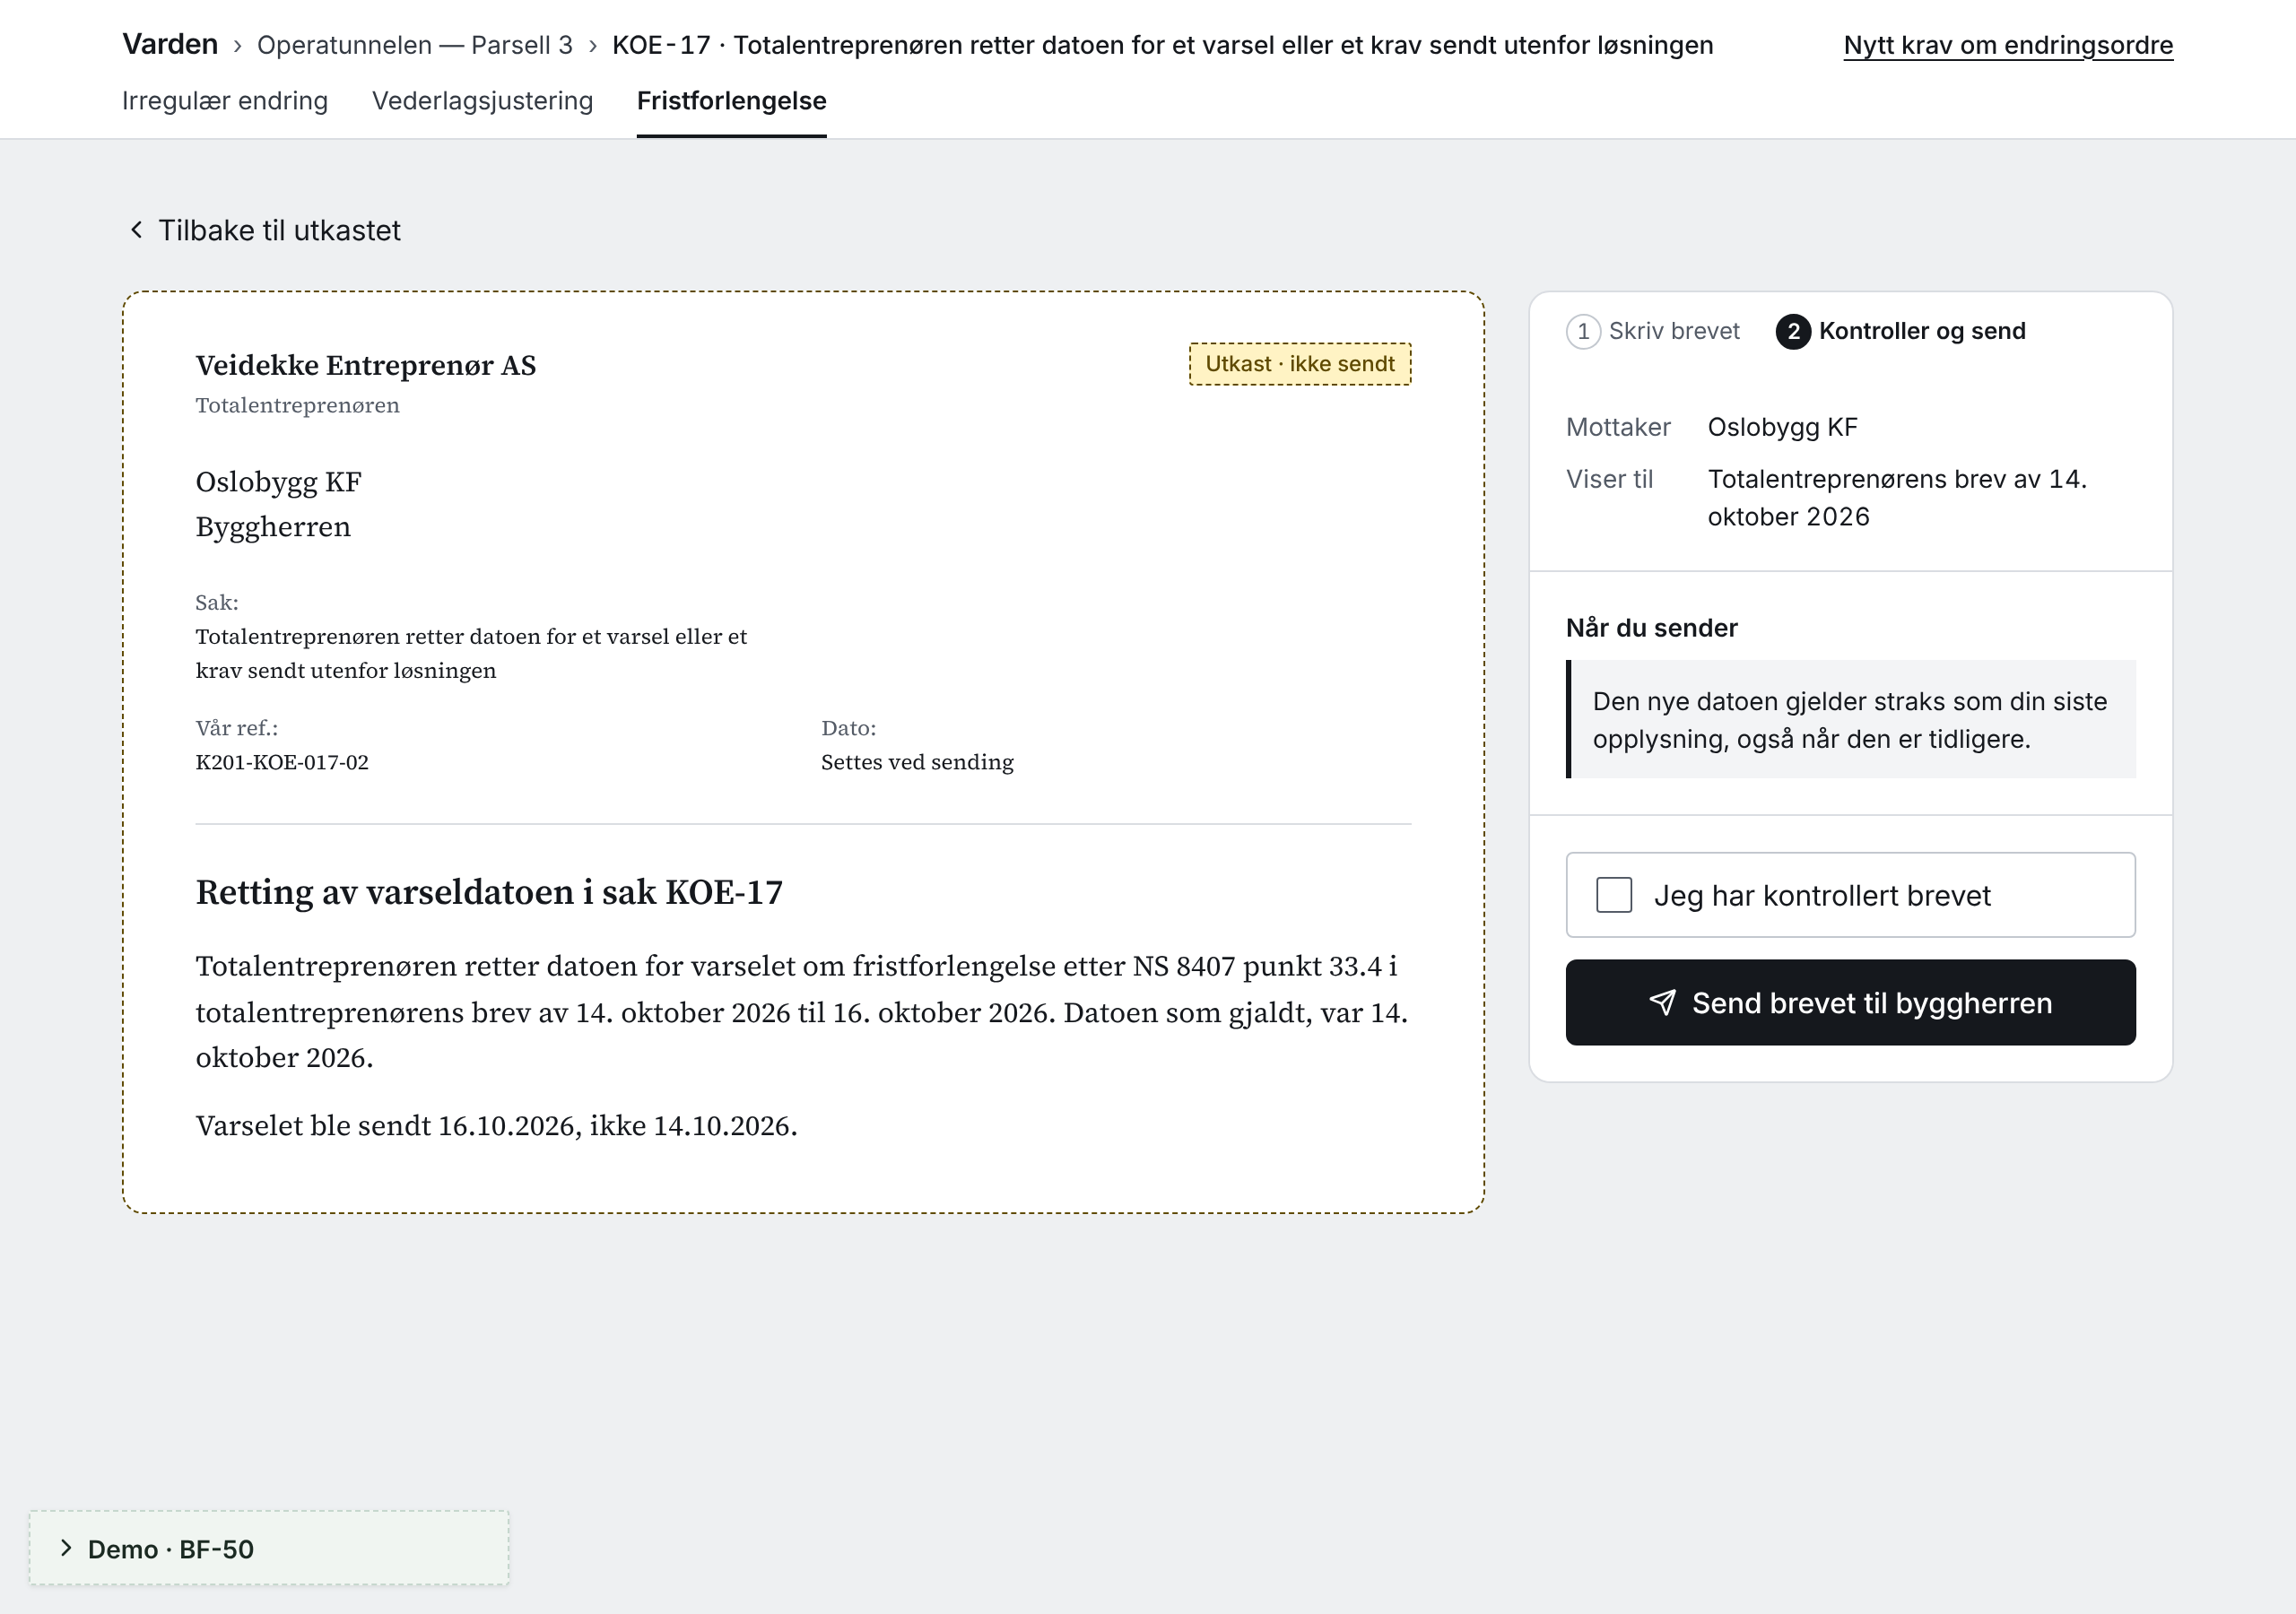 Varden › Operatunnelen — Parsell 3 › KOE-17 · Totalentreprenøren retter datoen for et varsel eller et krav sendt utenfor løsningen
Nytt krav om endringsordre
Irregulær endring Vederlagsjustering Fristforlengelse
Tilbake til utkastet
Veidekke Entreprenør AS
Utkast · ikke sendt
Totalentreprenøren
Oslobygg KF
Byggherren
Sak:
Totalentreprenøren retter datoen for et varsel eller et
krav sendt utenfor løsningen
Vår ref.:
K201-KOE-017-02
Dato:
Settes ved sending
Retting av varseldatoen i sak KOE-17
Totalentreprenøren retter datoen for varselet om fristforlengelse etter NS 8407 punkt 33.4 i
totalentreprenørens brev av 14. oktober 2026 til 16. oktober 2026. Datoen som gjaldt, var 14.
oktober 2026.
Varselet ble sendt 16.10.2026, ikke 14.10.2026.
1 Skriv brevet 2 Kontroller og send
Mottaker Oslobygg KF
Viser til Totalentreprenørens brev av 14.
oktober 2026
Når du sender
Den nye datoen gjelder straks som din siste
opplysning, også når den er tidligere.
Jeg har kontrollert brevet
Send brevet til byggherren
Demo · BF-50